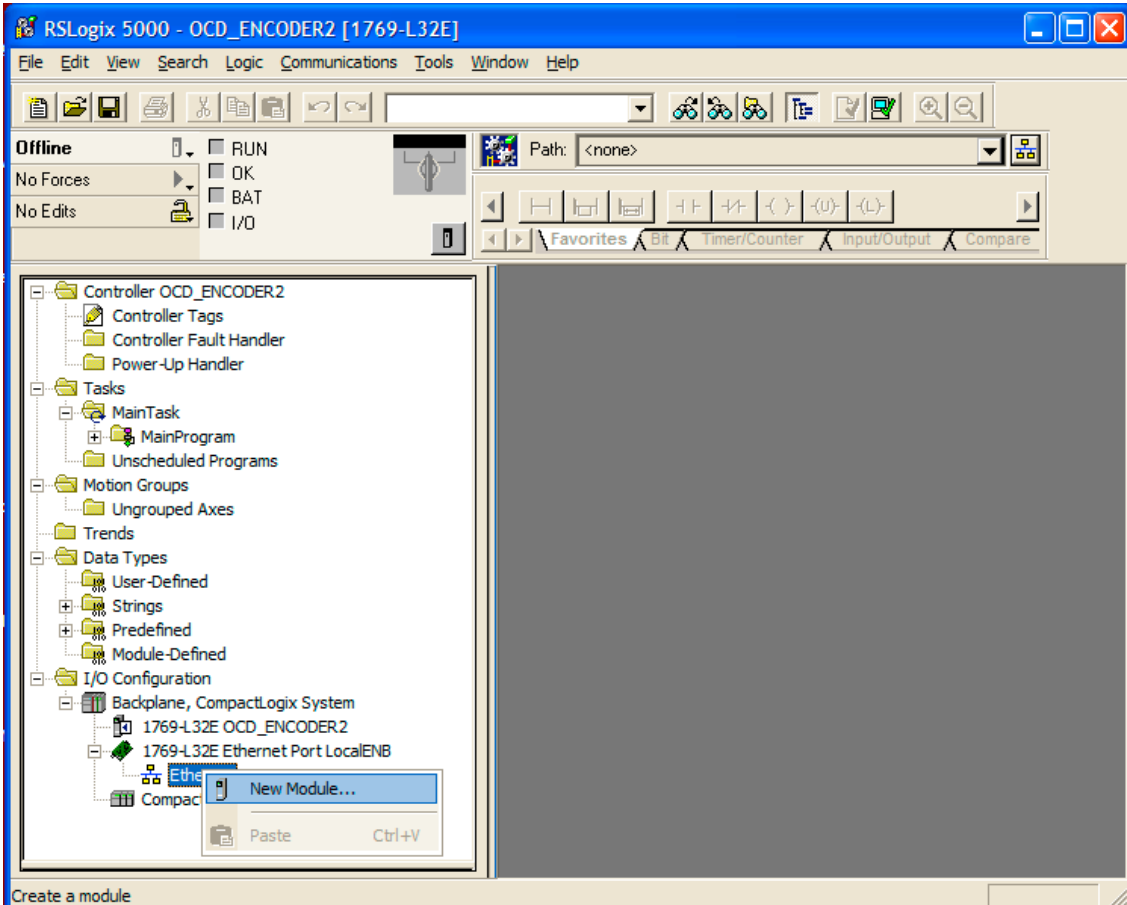 RSLogix 5000 - OCD_ENCODER2 [1769-L32E]
File Edit View Search Logic Communications Tools Window Help
Offline
RUN
Path: <none>
No Forces
OK
BAT
No Edits
I/O
(U) (L)
Favorites Bit Timer/Counter Input/Output Compare
Controller OCD_ENCODER2
Controller Tags
Controller Fault Handler
Power-Up Handler
Tasks
MainTask
MainProgram
Unscheduled Programs
Motion Groups
Ungrouped Axes
Trends
Data Types
User-Defined
Strings
Predefined
Module-Defined
I/O Configuration
Backplane, CompactLogix System
1769-L32E OCD_ENCODER2
1769-L32E Ethernet Port LocalENB
Ethe
New Module...
Compac
Paste Ctrl+V
Create a module